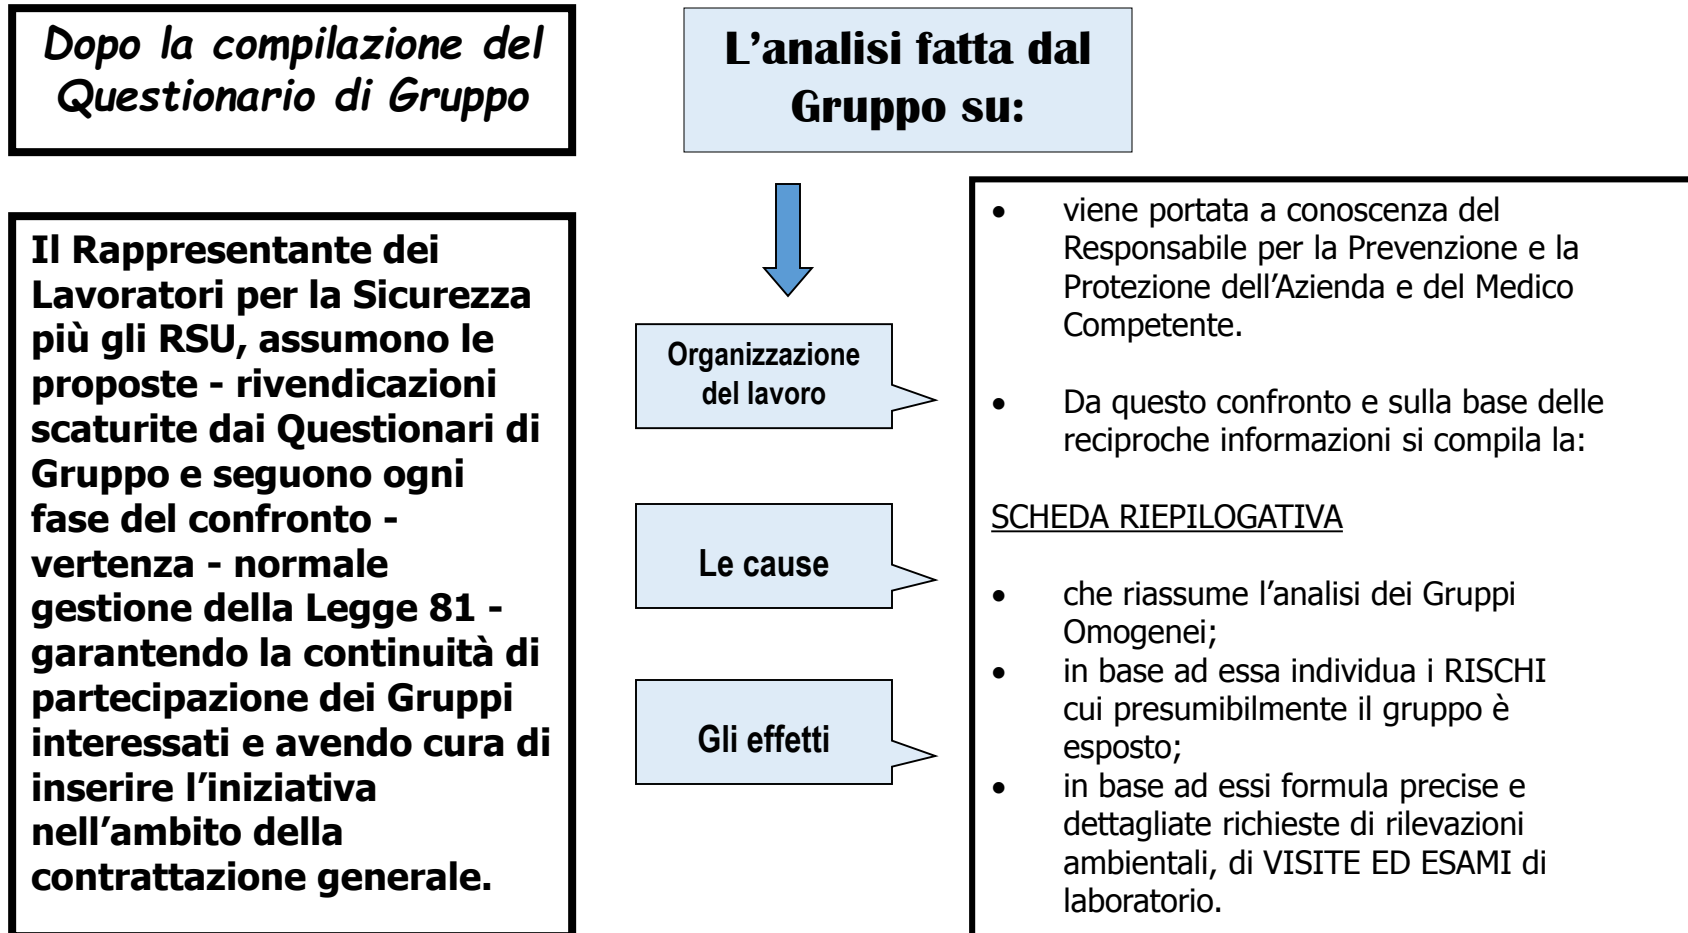 Dopo la compilazione del
Questionario di Gruppo
Il Rappresentante dei
Lavoratori per la Sicurezza
più gli RSU, assumono le
proposte - rivendicazioni
scaturite dai Questionari di
Gruppo e seguono ogni
fase del confronto -
vertenza - normale
gestione della Legge 81 -
garantendo la continuità di
partecipazione dei Gruppi
interessati e avendo cura di
inserire l’iniziativa
nell’ambito della
contrattazione generale.
L’analisi fatta dal
Gruppo su:
Organizzazione
del lavoro
Le cause
Gli effetti
• viene portata a conoscenza del
Responsabile per la Prevenzione e la
Protezione dell’Azienda e del Medico
Competente.
• Da questo confronto e sulla base delle
reciproche informazioni si compila la:
SCHEDA RIEPILOGATIVA
• che riassume l’analisi dei Gruppi
Omogenei;
• in base ad essa individua i RISCHI
cui presumibilmente il gruppo è
esposto;
• in base ad essi formula precise e
dettagliate richieste di rilevazioni
ambientali, di VISITE ED ESAMI di
laboratorio.